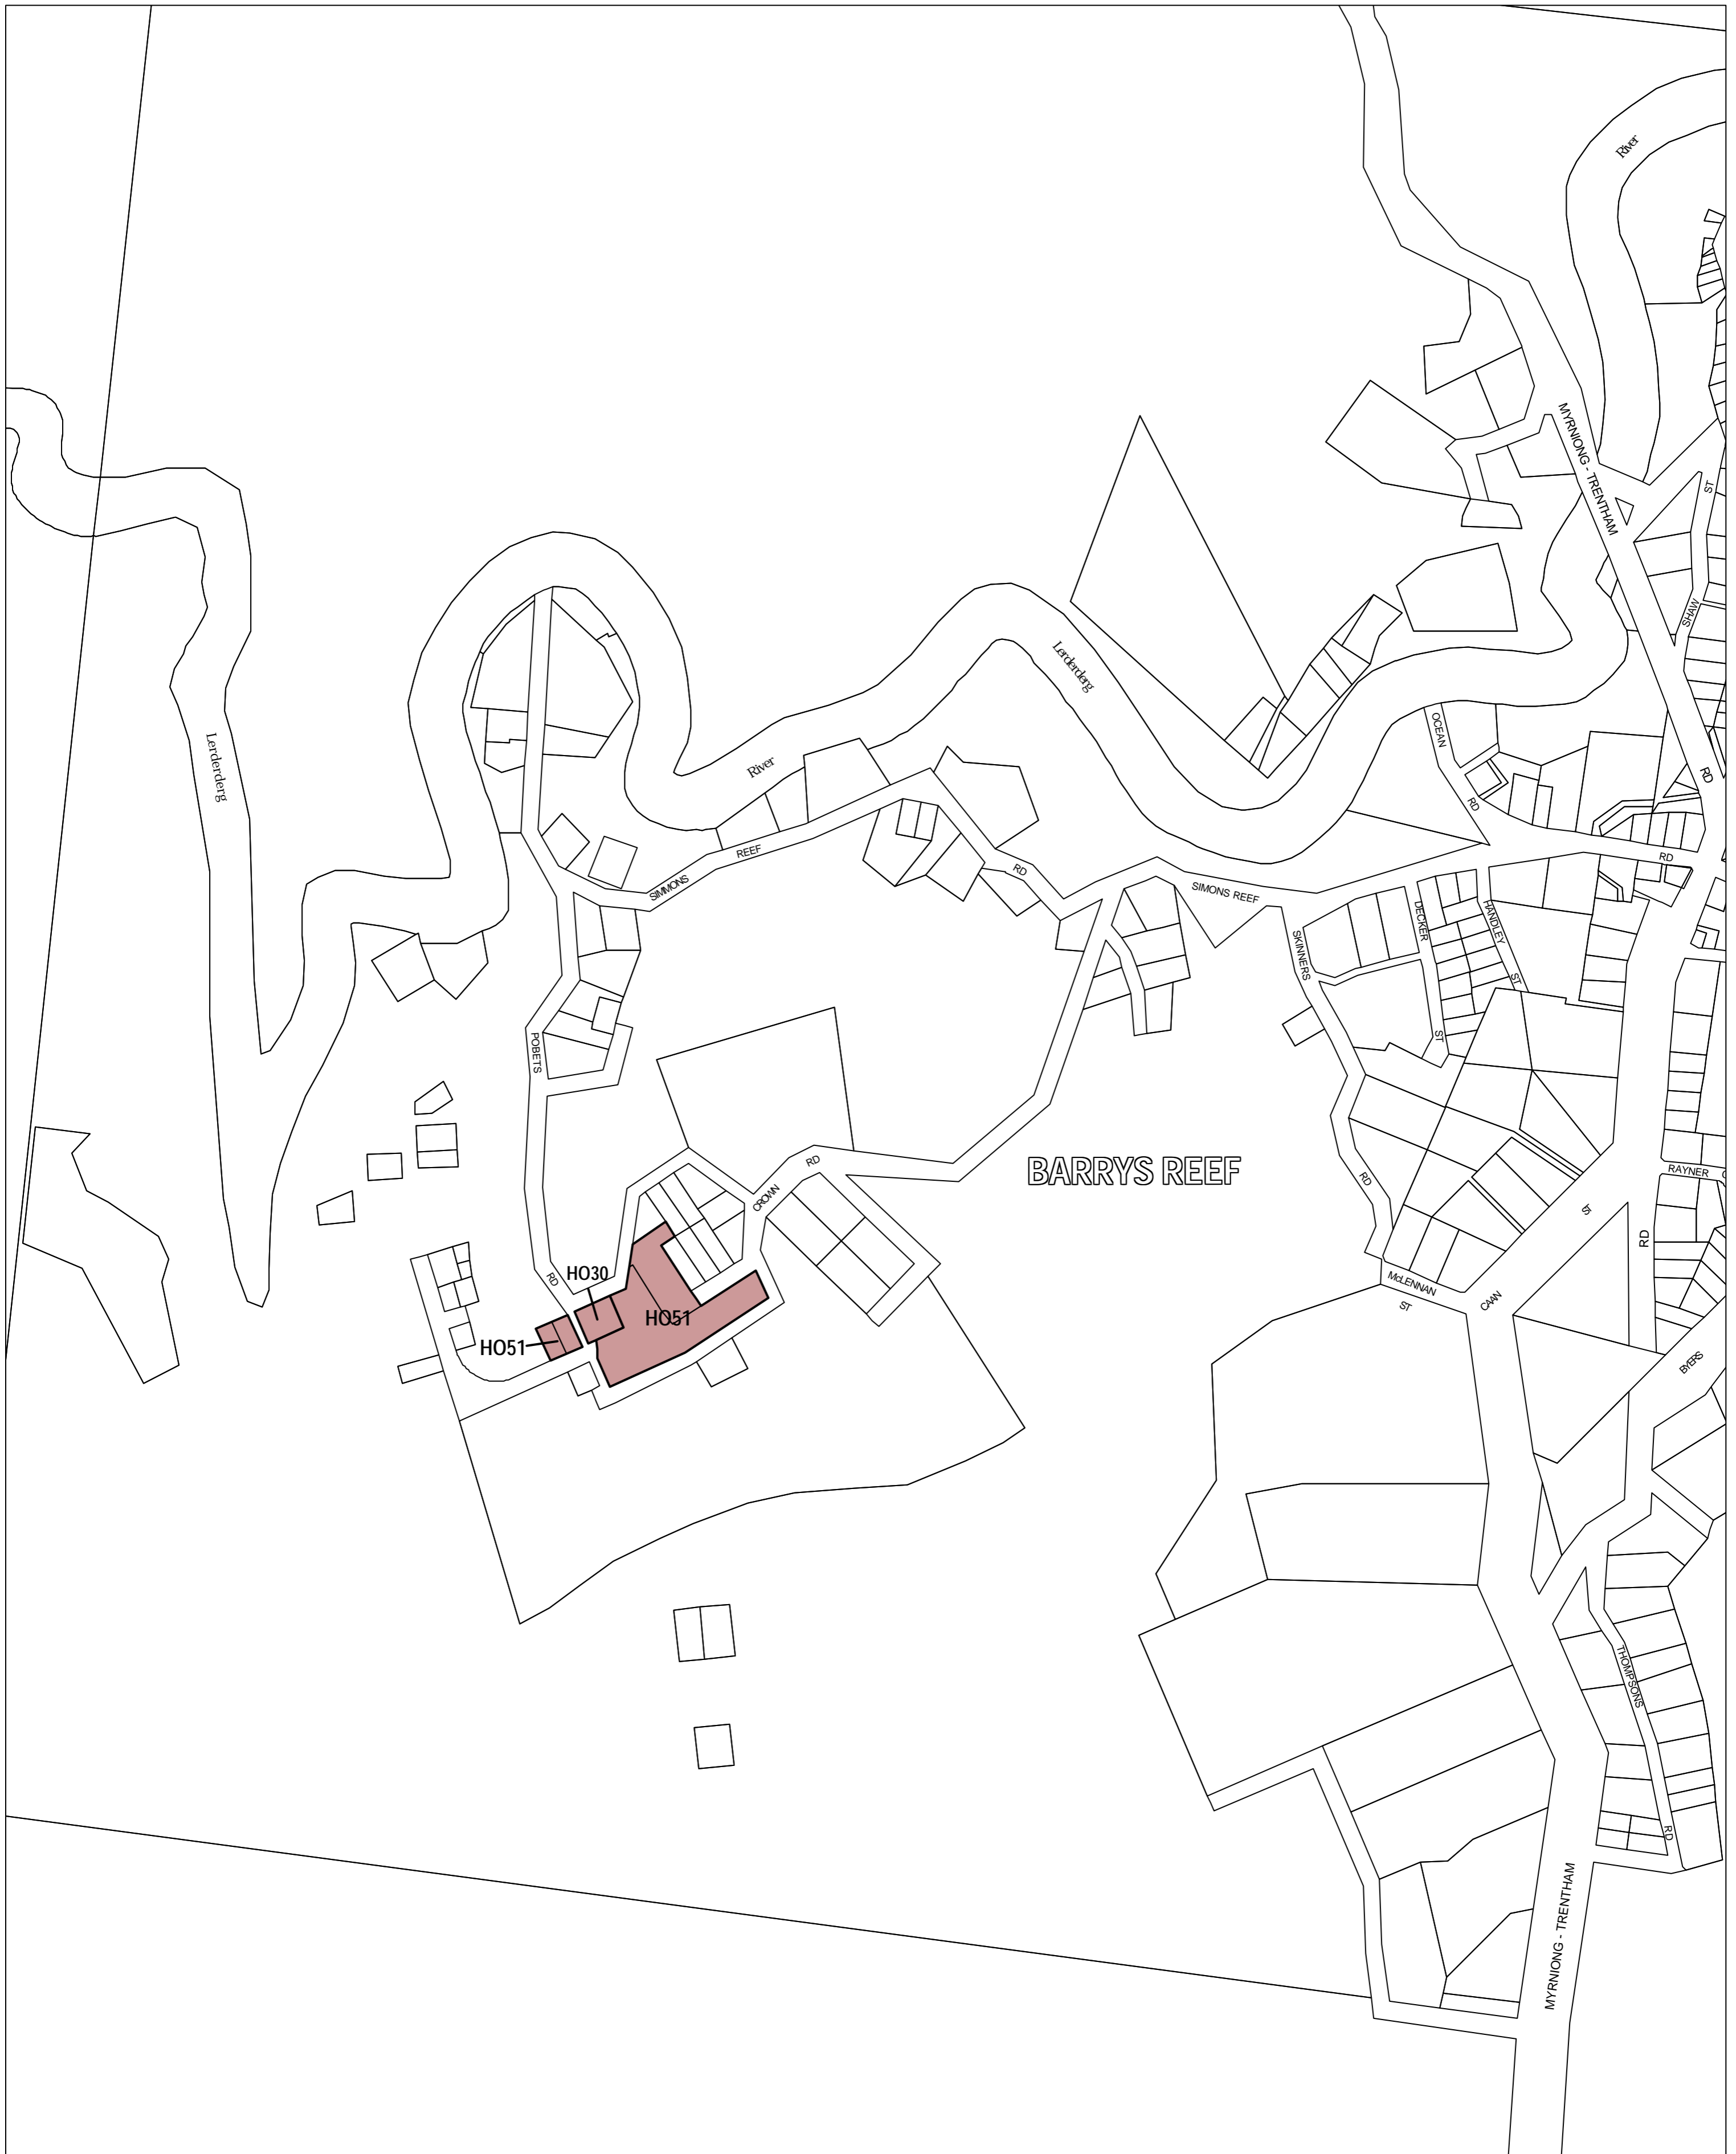 River
MYRNIONG - TRENTHAM
ST
SHAW
Lerderderg
Lerderderg
River
OCEAN
RD
RD
RD
REEF
SIMMONS
RD
SIMONS REEF
DECKER
HANDLEY
ST
SKINNERS
ST
POBETS
BARRYS REEF
RD
CROWN
RD
RAYNER
ST
RD
RD
HO30
HO51
HO51
McLENNAN
ST
CAAN
BYERS
THOMPSONS
RD
MYRNIONG - TRENTHAM